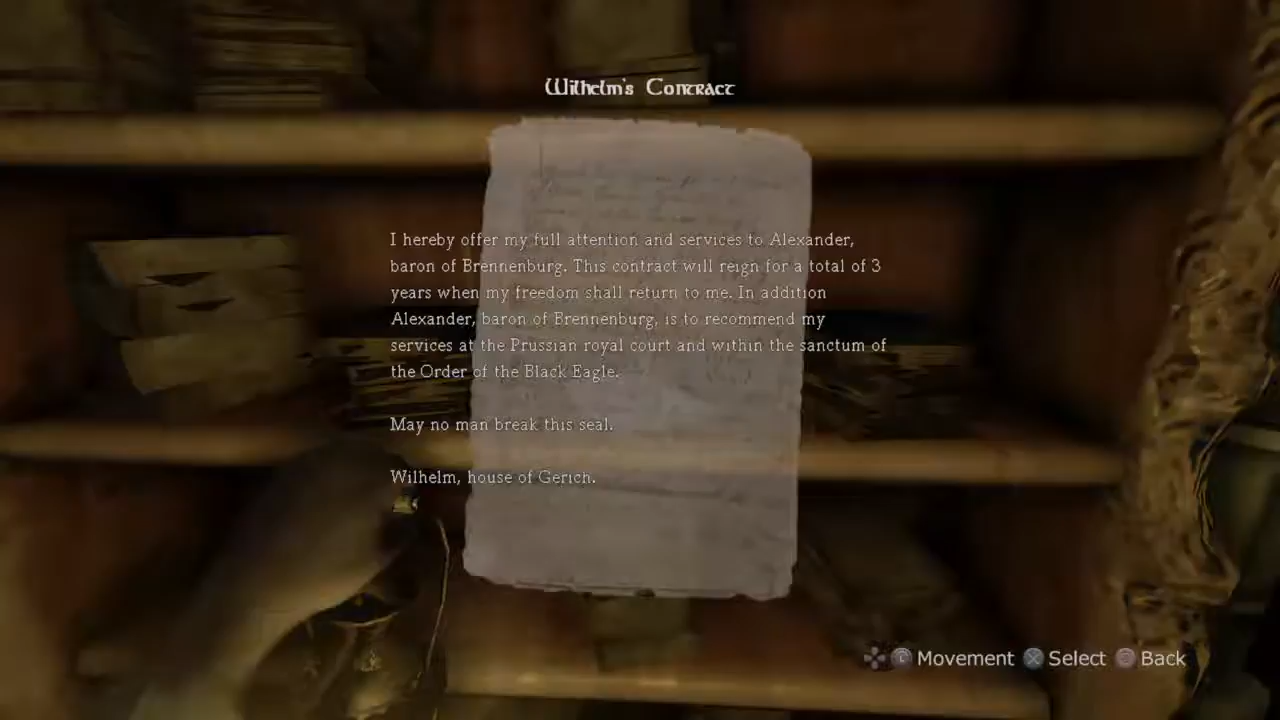 Wilhelm's Contract
I hereby offer my full attention and services to Alexander,
baron of Brennenburg. This contract will reign for a total of 3
years when my freedom shall return to me. In addition
Alexander, baron of Brennenburg, is to recommend my
services at the Prussian royal court and within the sanctum of
the Order of the Black Eagle.
May no man break this seal.
Wilhelm, house of Gerich.
Movement Select Back